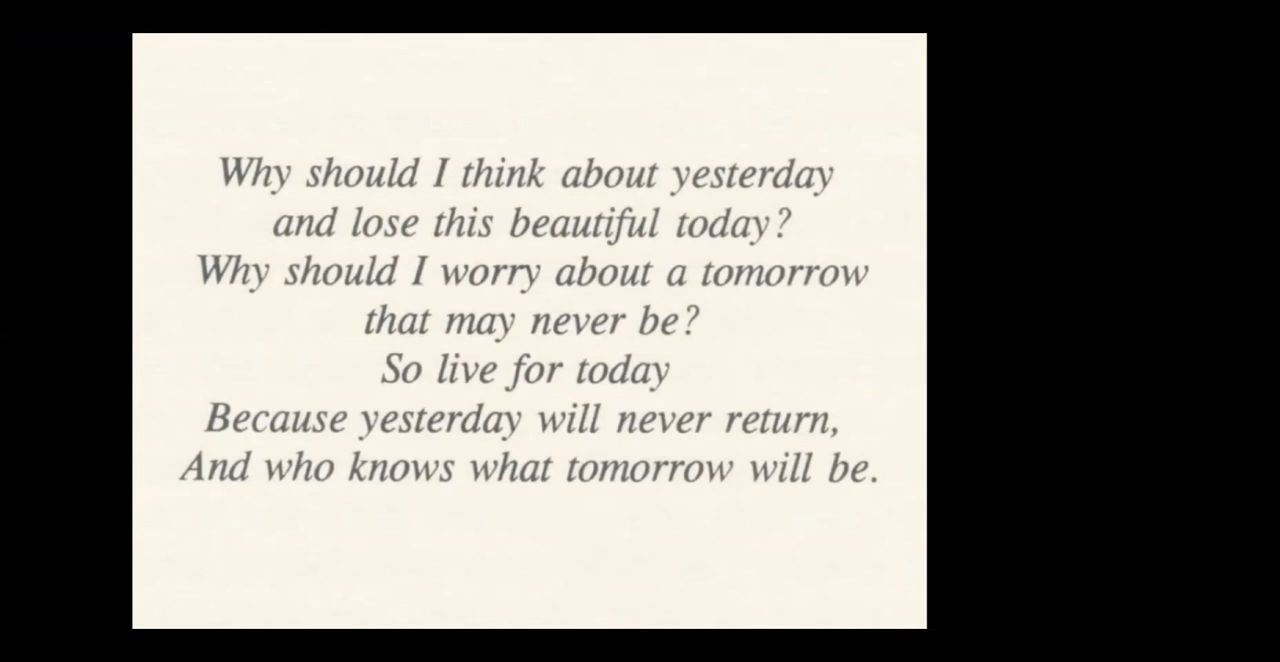 Why should I think about yesterday
and lose this beautiful today?
Why should I worry about a tomorrow
that may never be?
So live for today
Because yesterday will never return,
And who knows what tomorrow will be.